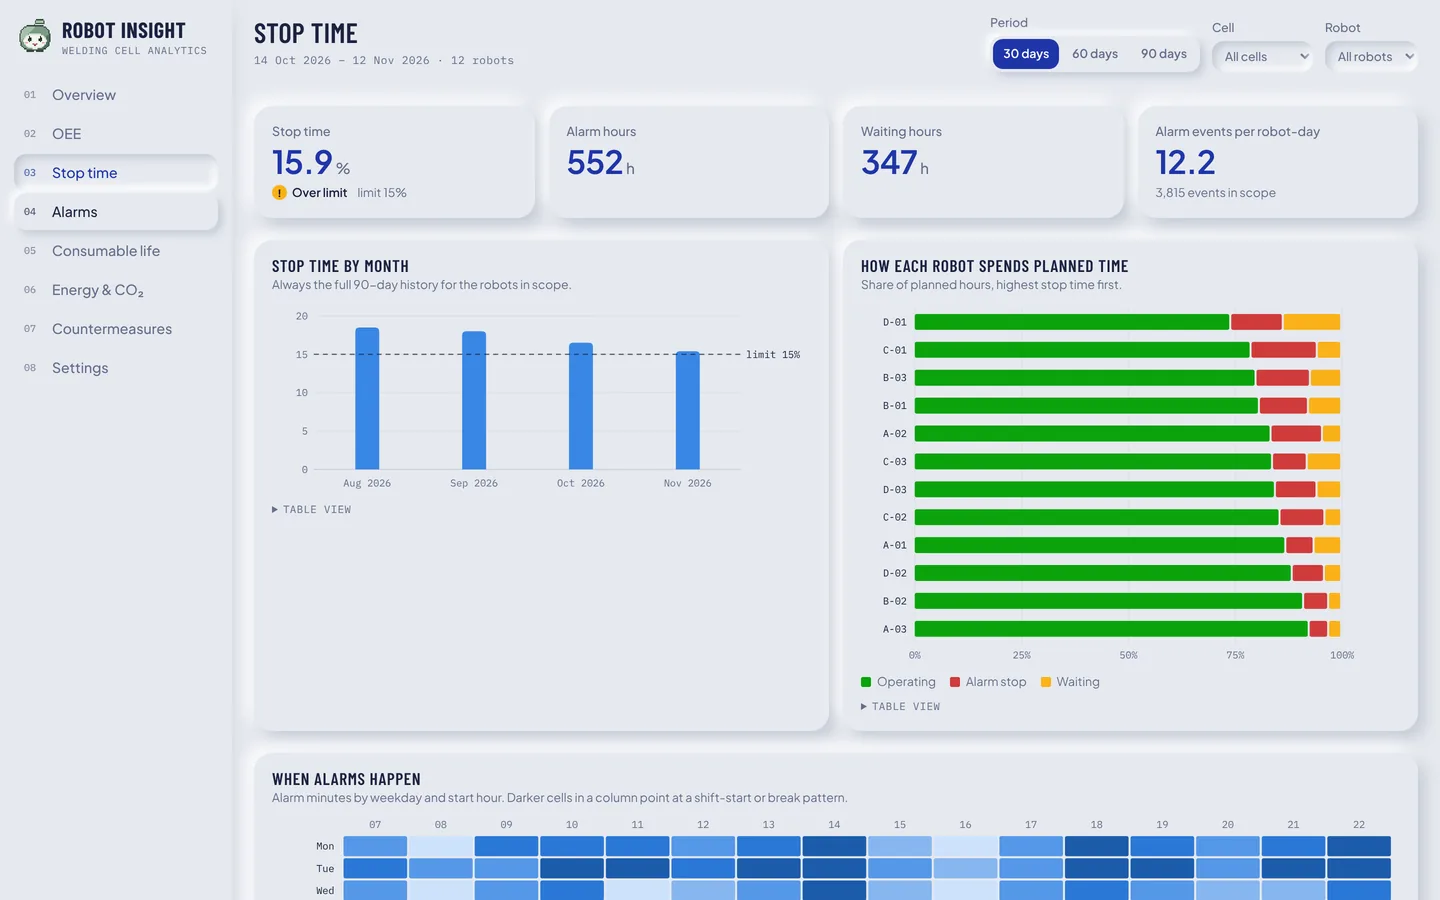 ROBOT INSIGHT
WELDING CELL ANALYTICS
01 Overview
02 OEE
03 Stop time
04 Alarms
05 Consumable life
06 Energy & CO₂
07 Countermeasures
08 Settings
STOP TIME
14 Oct 2026 – 12 Nov 2026 · 12 robots
Period
30 days 60 days 90 days
Cell
All cells
Robot
All robots
Stop time
15.9 %
! Over limit limit 15%
Alarm hours
552 h
Waiting hours
347 h
Alarm events per robot-day
12.2
3,815 events in scope
STOP TIME BY MONTH
Always the full 90-day history for the robots in scope.
20
15
limit 15%
10
5
0
Aug 2026 Sep 2026 Oct 2026 Nov 2026
▶ TABLE VIEW
HOW EACH ROBOT SPENDS PLANNED TIME
Share of planned hours, highest stop time first.
D-01
C-01
B-03
B-01
A-02
C-03
D-03
C-02
A-01
D-02
B-02
A-03
0% 25% 50% 75% 100%
Operating Alarm stop Waiting
▶ TABLE VIEW
WHEN ALARMS HAPPEN
Alarm minutes by weekday and start hour. Darker cells in a column point at a shift-start or break pattern.
07 08 09 10 11 12 13 14 15 16 17 18 19 20 21 22
Mon
Tue
Wed